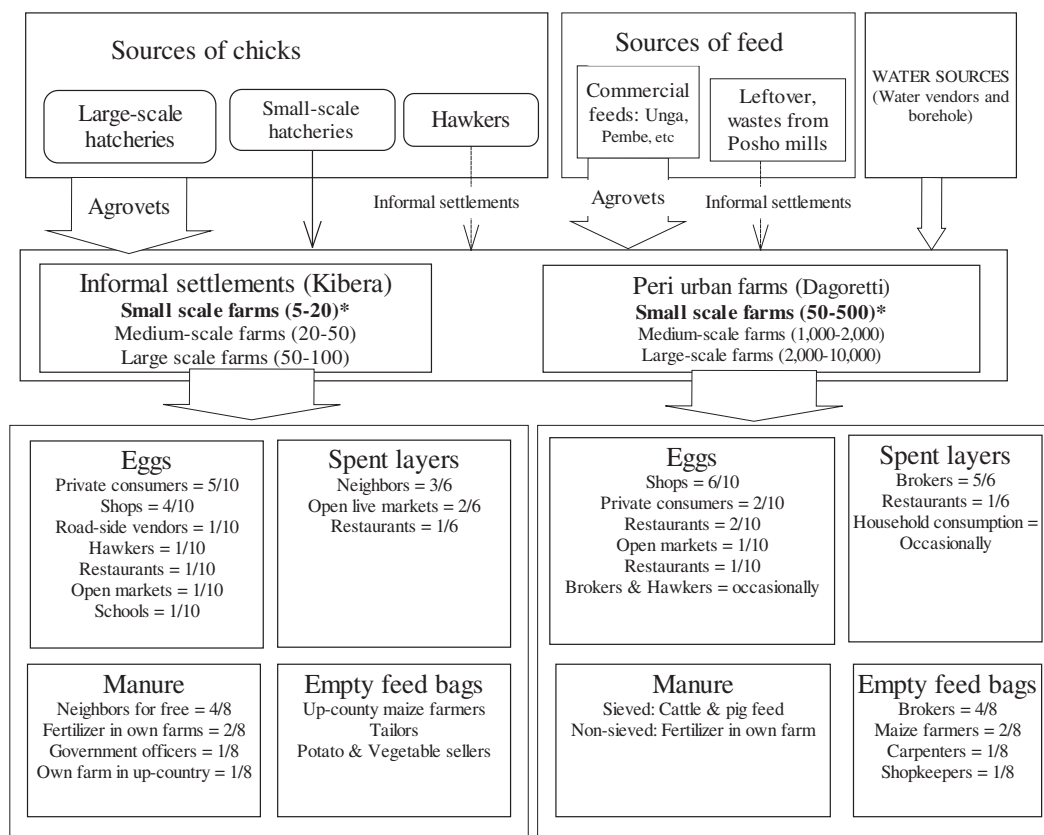 Sources of chicks
Large-scale
hatcheries
Small-scale
hatcheries
Hawkers
Sources of feed
Commercial
feeds: Unga,
Pembe, etc
Leftover,
wastes from
Posho mills
WATER SOURCES
(Water vendors and
borehole)
Agrovets
Informal settlements
Agrovets
Informal settlements
Informal settlements (Kibera)
Small scale farms (5-20)*
Medium-scale farms (20-50)
Large scale farms (50-100)
Peri urban farms (Dagoretti)
Small scale farms (50-500)*
Medium-scale farms (1,000-2,000)
Large-scale farms (2,000-10,000)
Eggs
Private consumers = 5/10
Shops = 4/10
Road-side vendors = 1/10
Hawkers = 1/10
Restaurants = 1/10
Open markets = 1/10
Schools = 1/10
Spent layers
Neighbors = 3/6
Open live markets = 2/6
Restaurants = 1/6
Manure
Neighbors for free = 4/8
Fertilizer in own farms = 2/8
Government officers = 1/8
Own farm in up-country = 1/8
Empty feed bags
Up-county maize farmers
Tailors
Potato & Vegetable sellers
Eggs
Shops = 6/10
Private consumers = 2/10
Restaurants = 2/10
Open markets = 1/10
Restaurants = 1/10
Brokers & Hawkers = occasionally
Spent layers
Brokers = 5/6
Restaurants = 1/6
Household consumption =
Occasionally
Manure
Sieved: Cattle & pig feed
Non-sieved: Fertilizer in own farm
Empty feed bags
Brokers = 4/8
Maize farmers = 2/8
Carpenters = 1/8
Shopkeepers = 1/8